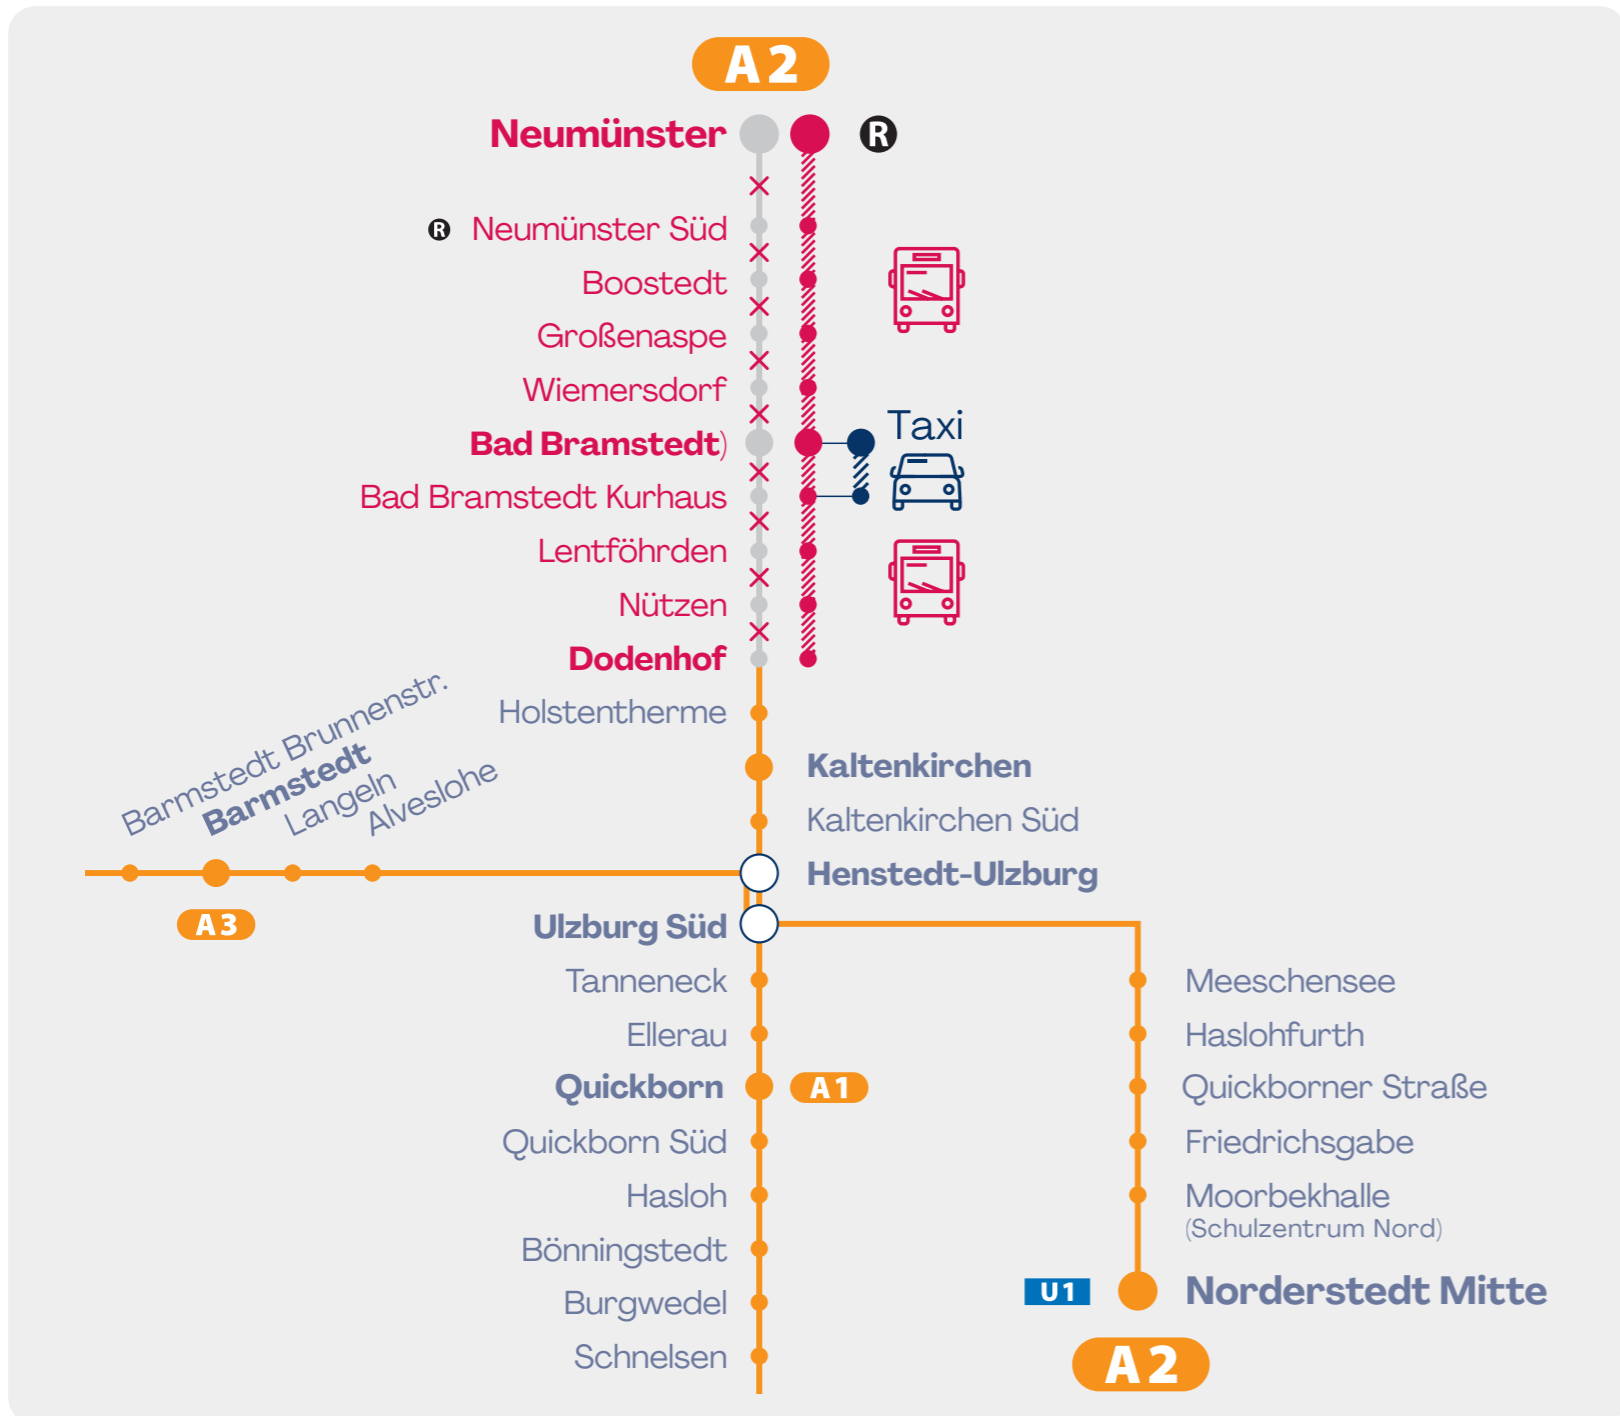 A2
Neumünster
R
R Neumünster Süd
Boostedt
Großenaspe
Wiemersdorf
Taxi
Bad Bramstedt)
Bad Bramstedt Kurhaus
Lentföhrden
Nützen
Dodenhof
Holstentherme
Barmstedt Brunnenstr.
Barmstedt
Langeln
Alveslohe
Kaltenkirchen
Kaltenkirchen Süd
Henstedt-Ulzburg
A3
Ulzburg Süd
Tanneneck
Ellerau
Quickborn
A1
Quickborn Süd
Hasloh
Bönningstedt
Burgwedel
Schnelsen
Meeschensee
Haslohfurth
Quickborner Straße
Friedrichsgabe
Moorbekhalle
(Schulzentrum Nord)
U1
Norderstedt Mitte
A2